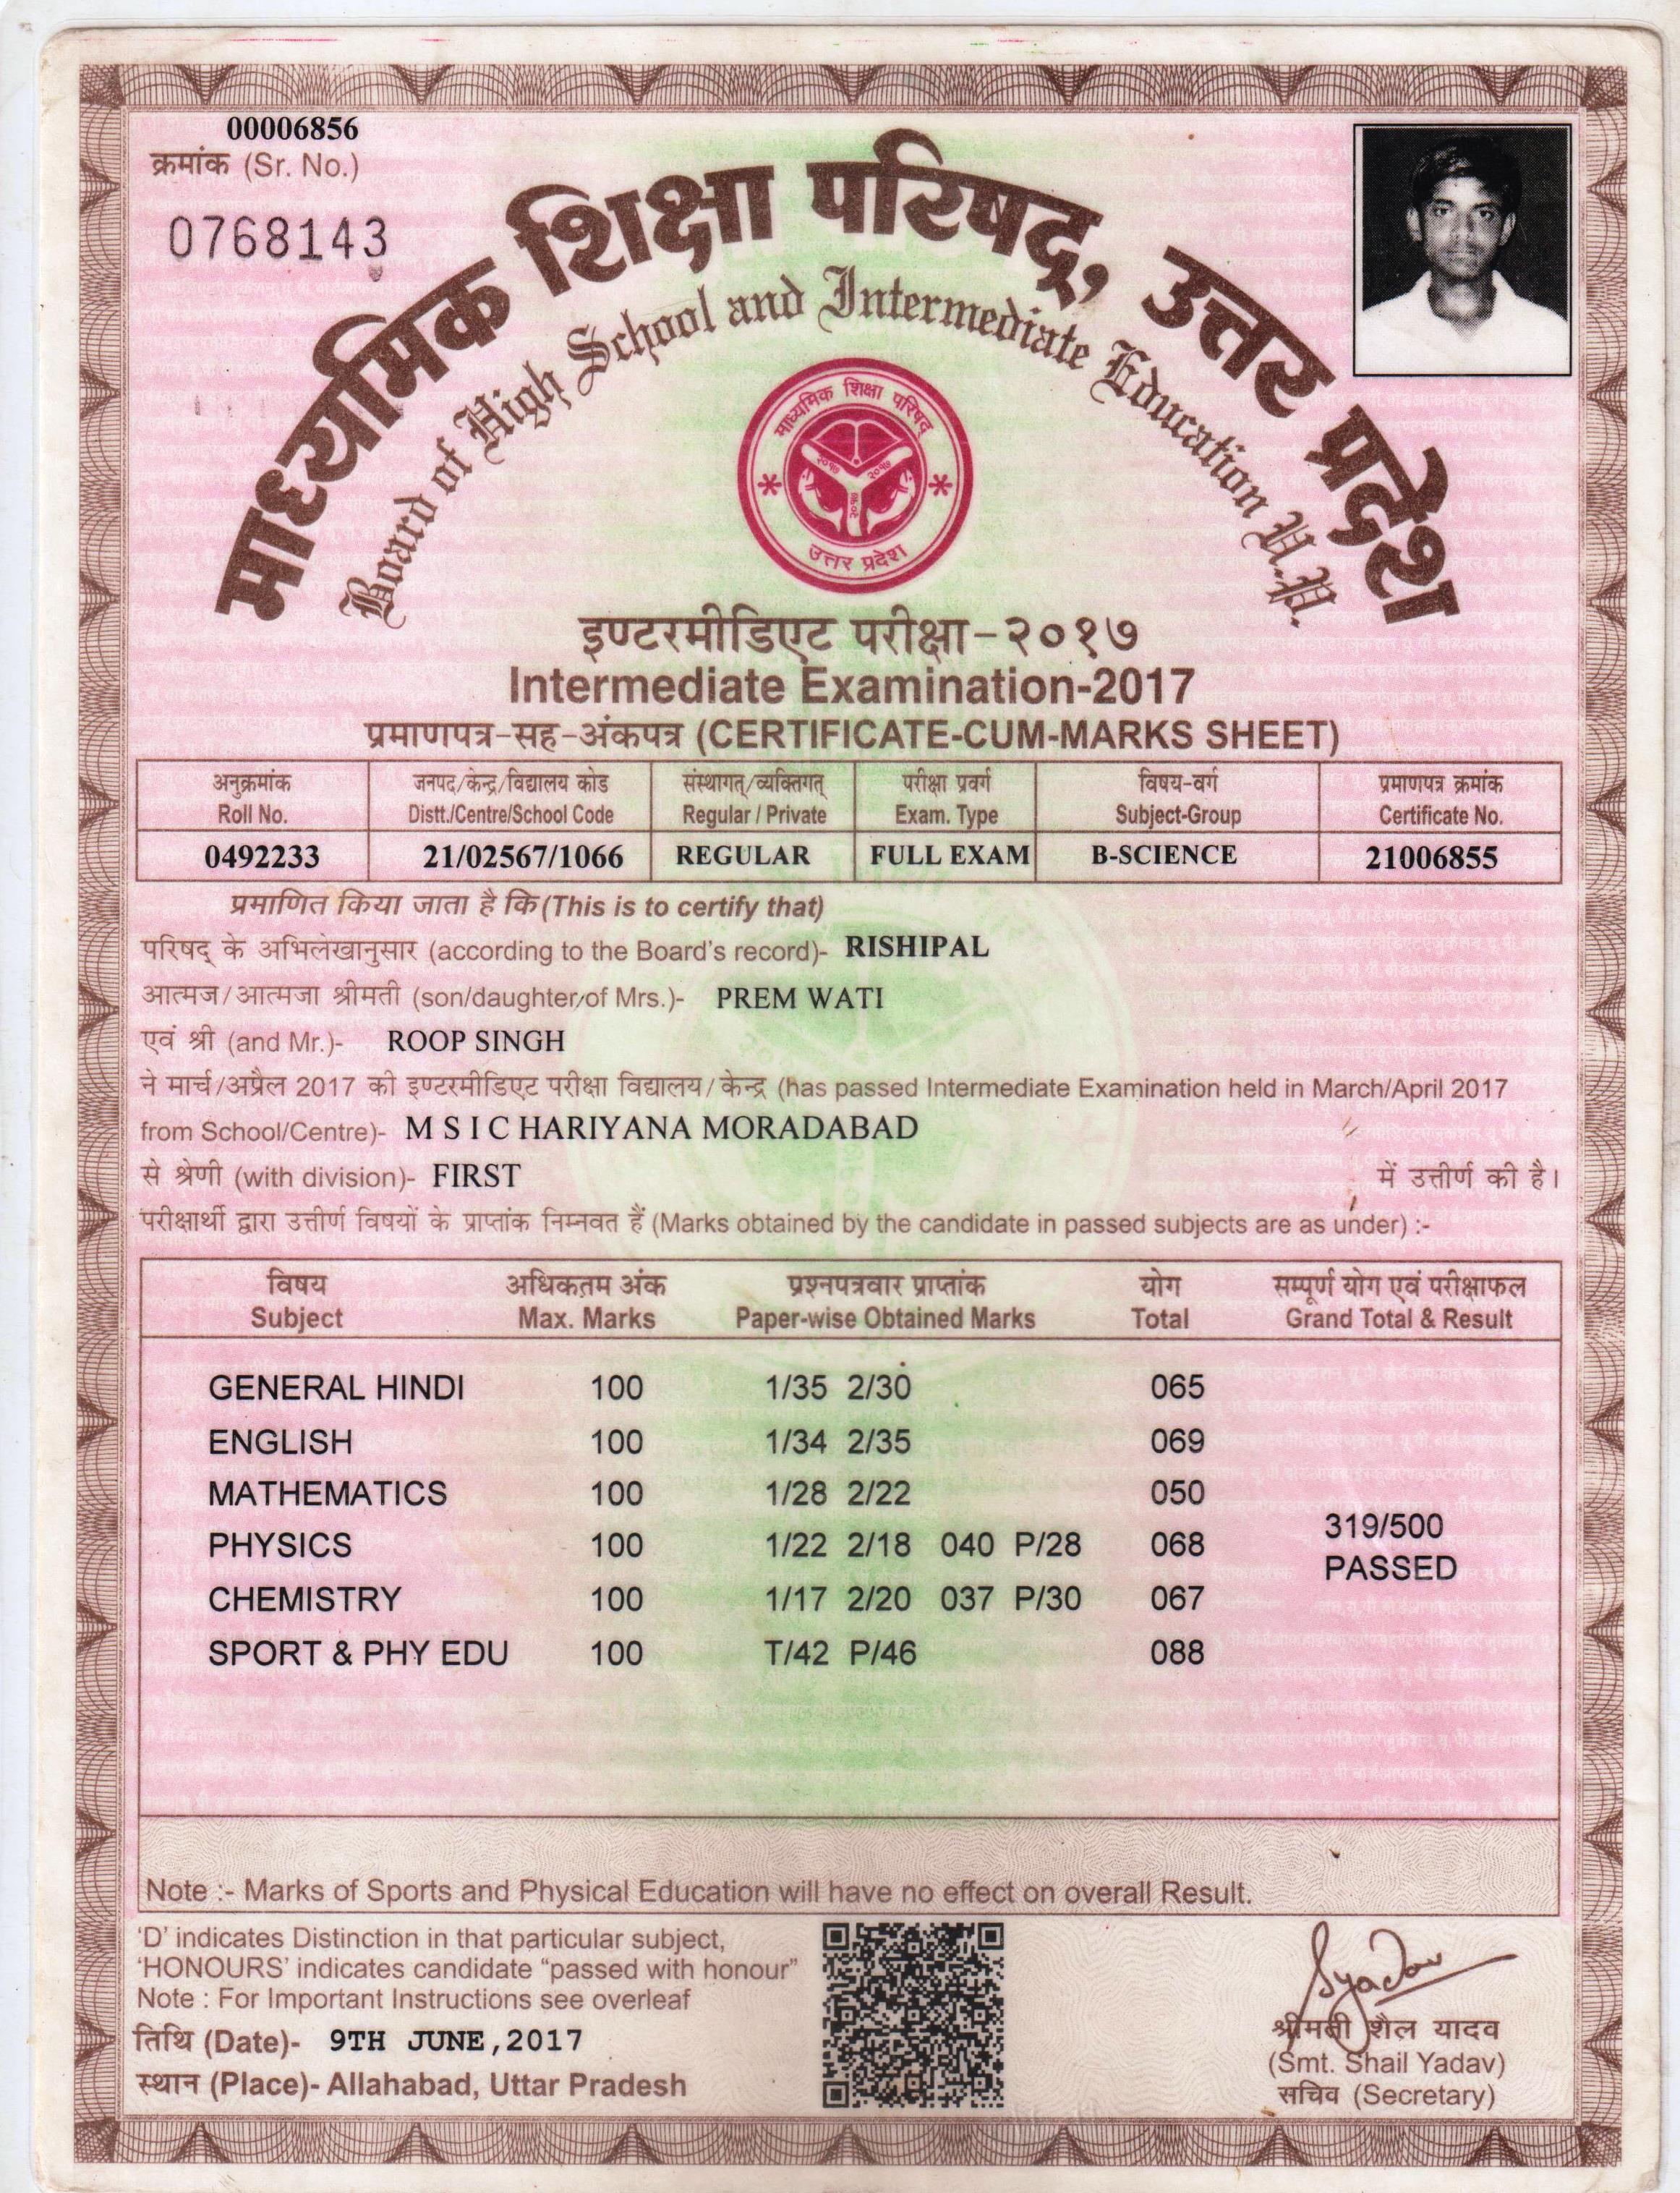 00006856
क्रमांक (Sr. No.)
0768143
माध्यमिक शिक्षा परिषद्, उत्तर प्रदेश
Board of High School and Intermediate Education U.P.
माध्यमिक शिक्षा परिषद्
उत्तर प्रदेश
इण्टरमीडिएट परीक्षा-२०१७
Intermediate Examination-2017
प्रमाणपत्र-सह-अंकपत्र (CERTIFICATE-CUM-MARKS SHEET)
अनुक्रमांक जनपद/केन्द्र/विद्यालय कोड संस्थागत्/व्यक्तिगत् परीक्षा प्रवर्ग विषय-वर्ग प्रमाणपत्र क्रमांक
Roll No. Distt./Centre/School Code Regular / Private Exam. Type Subject-Group Certificate No.
0492233 21/02567/1066 REGULAR FULL EXAM B-SCIENCE 21006855
प्रमाणित किया जाता है कि (This is to certify that)
परिषद् के अभिलेखानुसार (according to the Board's record)- RISHIPAL
आत्मज/आत्मजा श्रीमती (son/daughter of Mrs.)- PREM WATI
एवं श्री (and Mr.)- ROOP SINGH
ने मार्च/अप्रैल 2017 की इण्टरमीडिएट परीक्षा विद्यालय/केन्द्र (has passed Intermediate Examination held in March/April 2017
from School/Centre)- M S I C HARIYANA MORADABAD
से श्रेणी (with division)- FIRST में उत्तीर्ण की है।
परीक्षार्थी द्वारा उत्तीर्ण विषयों के प्राप्तांक निम्नवत हैं (Marks obtained by the candidate in passed subjects are as under) :-
विषय अधिकतम अंक प्रश्नपत्रवार प्राप्तांक योग सम्पूर्ण योग एवं परीक्षाफल
Subject Max. Marks Paper-wise Obtained Marks Total Grand Total & Result
GENERAL HINDI 100 1/35 2/30 065
ENGLISH 100 1/34 2/35 069
MATHEMATICS 100 1/28 2/22 050
319/500
PHYSICS 100 1/22 2/18 040 P/28 068
PASSED
CHEMISTRY 100 1/17 2/20 037 P/30 067
SPORT & PHY EDU 100 T/42 P/46 088
Note :- Marks of Sports and Physical Education will have no effect on overall Result.
'D' indicates Distinction in that particular subject,
'HONOURS' indicates candidate "passed with honour"
Note : For Important Instructions see overleaf
तिथि (Date)- 9TH JUNE,2017
स्थान (Place)- Allahabad, Uttar Pradesh
Syadav
श्रीमती शैल यादव
(Smt. Shail Yadav)
सचिव (Secretary)